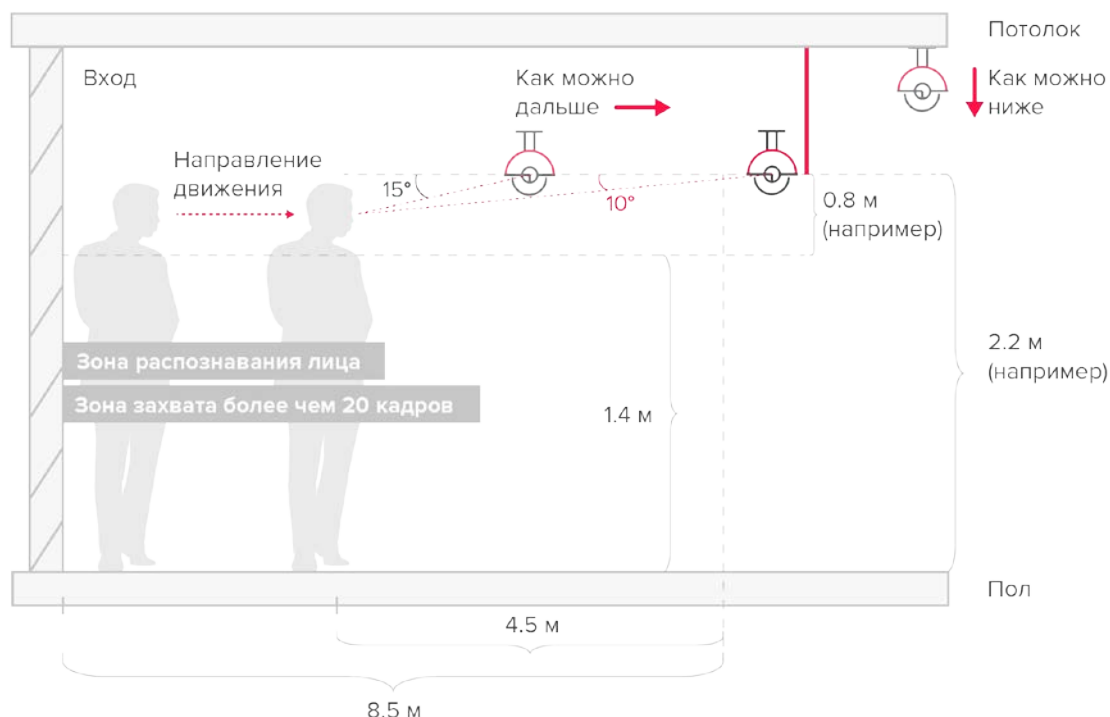 Потолок
Вход
Как можно
дальше
Как можно
ниже
Направление
движения
15°
10°
0.8 м
(например)
Зона распознавания лица
Зона захвата более чем 20 кадров
2.2 м
(например)
1.4 м
Пол
4.5 м
8.5 м